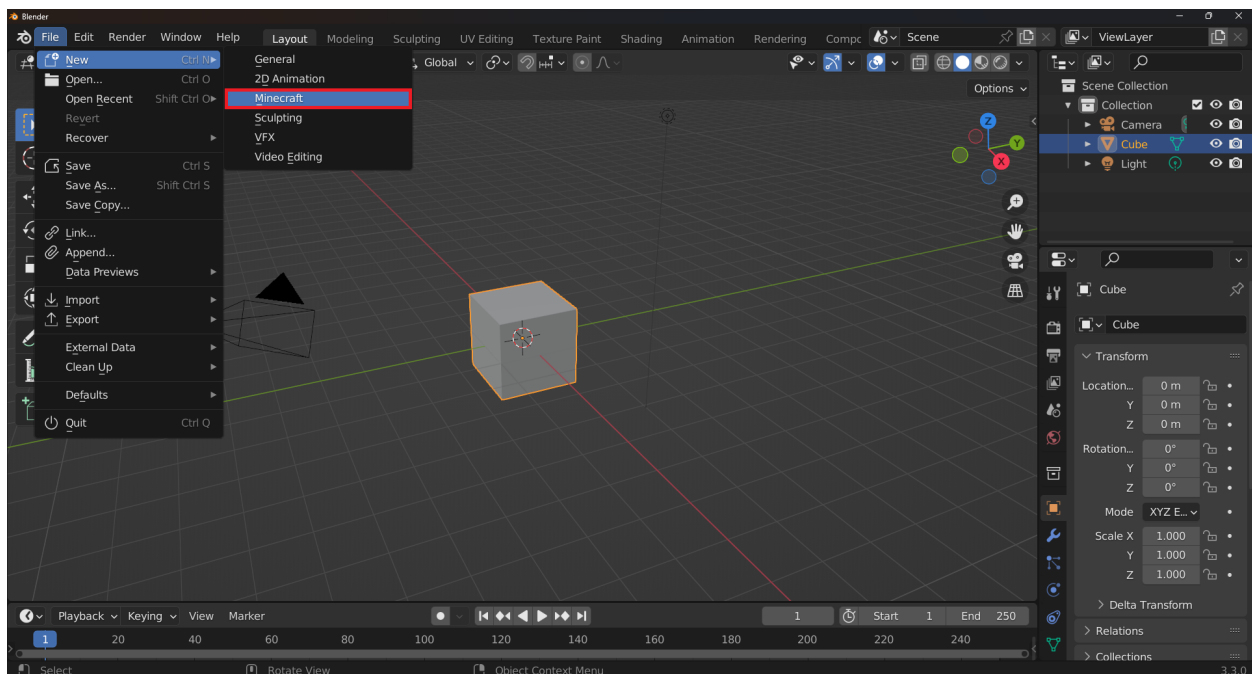 Blender
File Edit Render Window Help Layout Modeling Sculpting UV Editing Texture Paint Shading Animation Rendering Compc Scene ViewLayer
New Ctrl N
Open... Ctrl O
Open Recent Shift Ctrl O
Revert
Recover
Save Ctrl S
Save As... Shift Ctrl S
Save Copy...
Link...
Append...
Data Previews
Import
Export
External Data
Clean Up
Defaults
Quit Ctrl Q
General
2D Animation
Minecraft
Sculpting
VFX
Video Editing
Global
Options
Z
Y
X
Scene Collection
Collection
Camera
Cube
Light
Cube
Cube
Transform
Location... 0 m
Y 0 m
Z 0 m
Rotation... 0°
Y 0°
Z 0°
Mode XYZ E...
Scale X 1.000
Y 1.000
Z 1.000
Delta Transform
Relations
Collections
Playback Keying View Marker 1 Start 1 End 250
1 20 40 60 80 100 120 140 160 180 200 220 240
Select Rotate View Object Context Menu 3.3.0